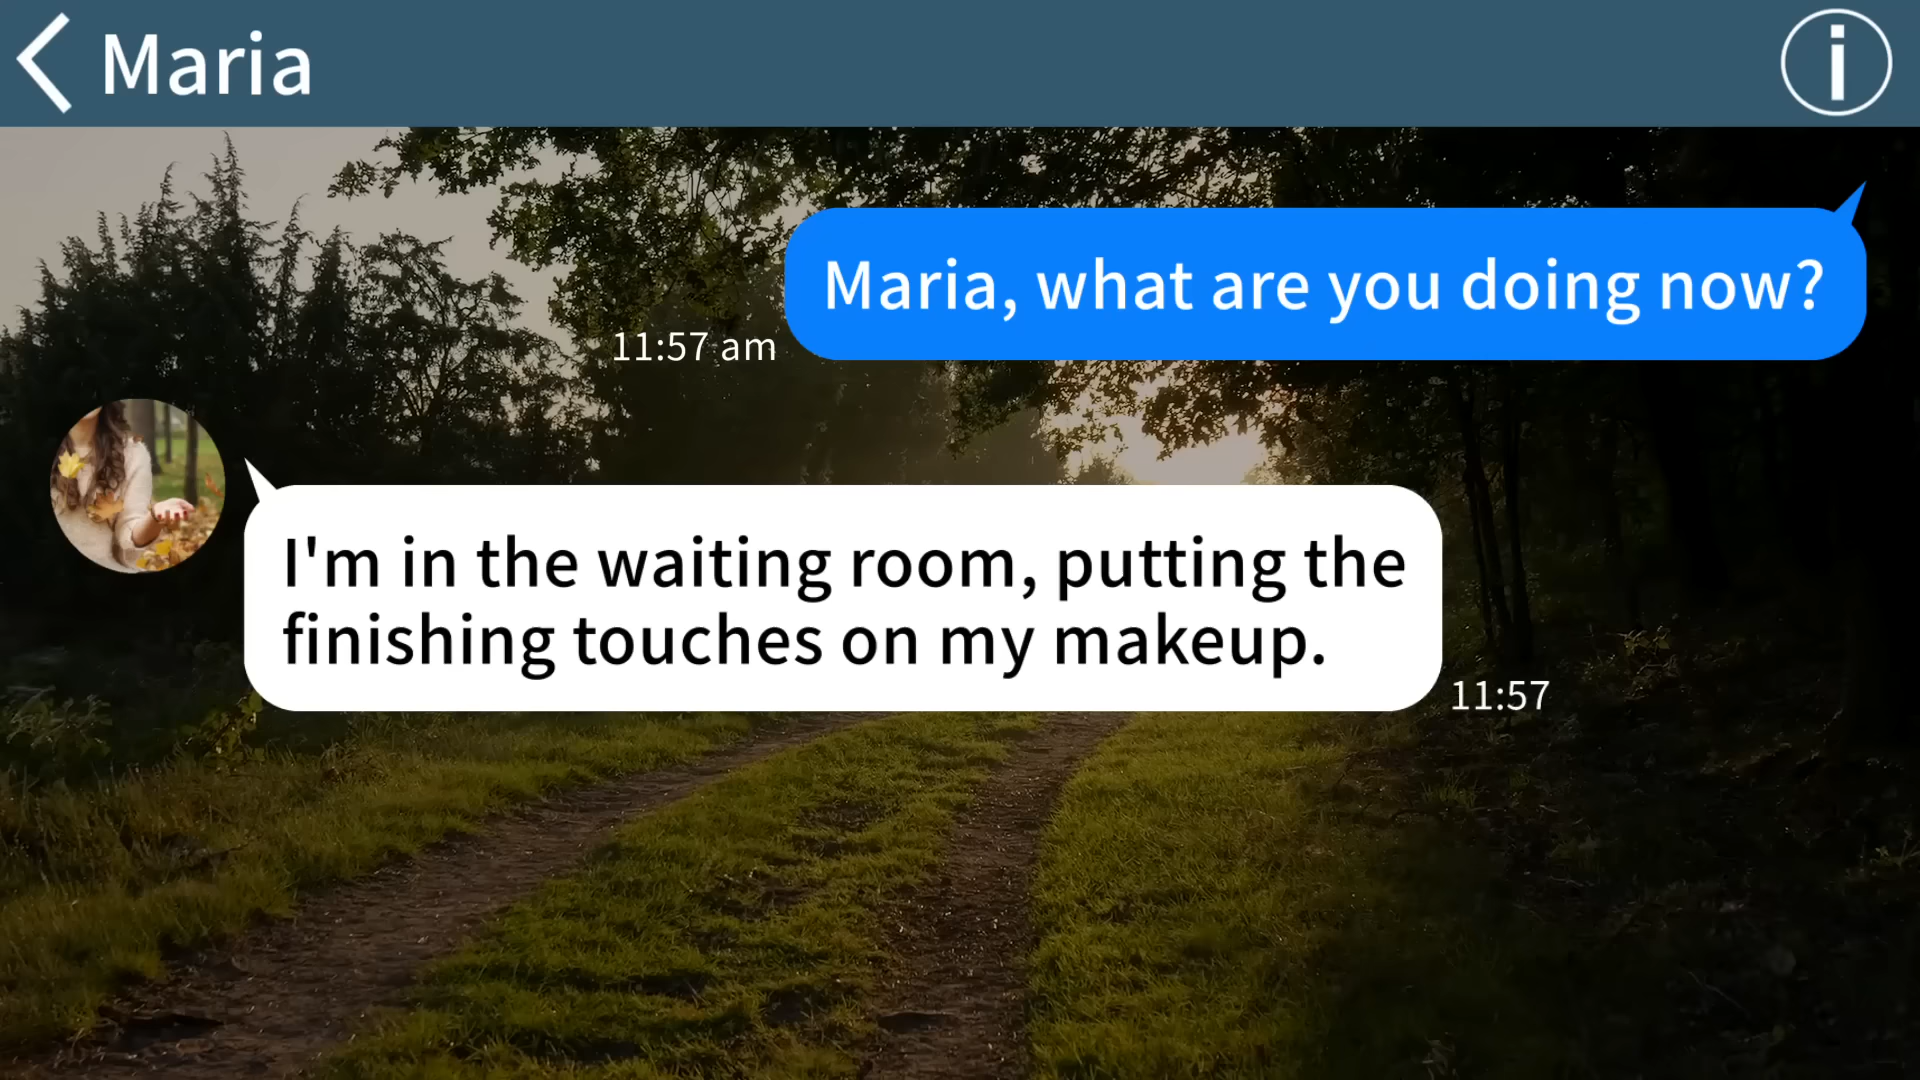 Maria
Maria, what are you doing now?
11:57 am
I'm in the waiting room, putting the
finishing touches on my makeup.
11:57